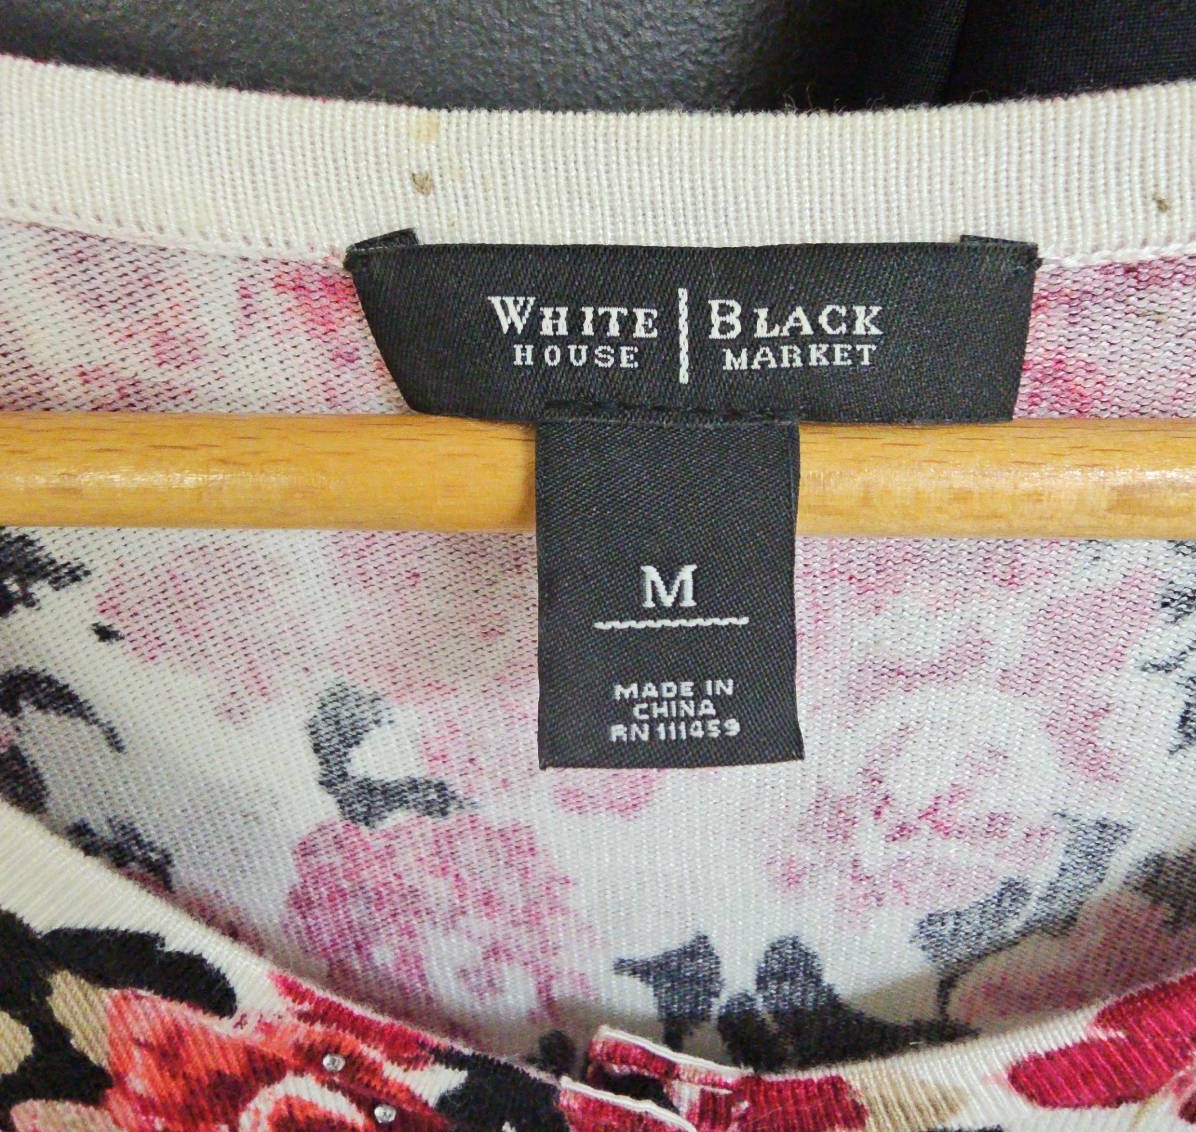 WHITE | BLACK
HOUSE MARKET
M
MADE IN
CHINA
RN 111459